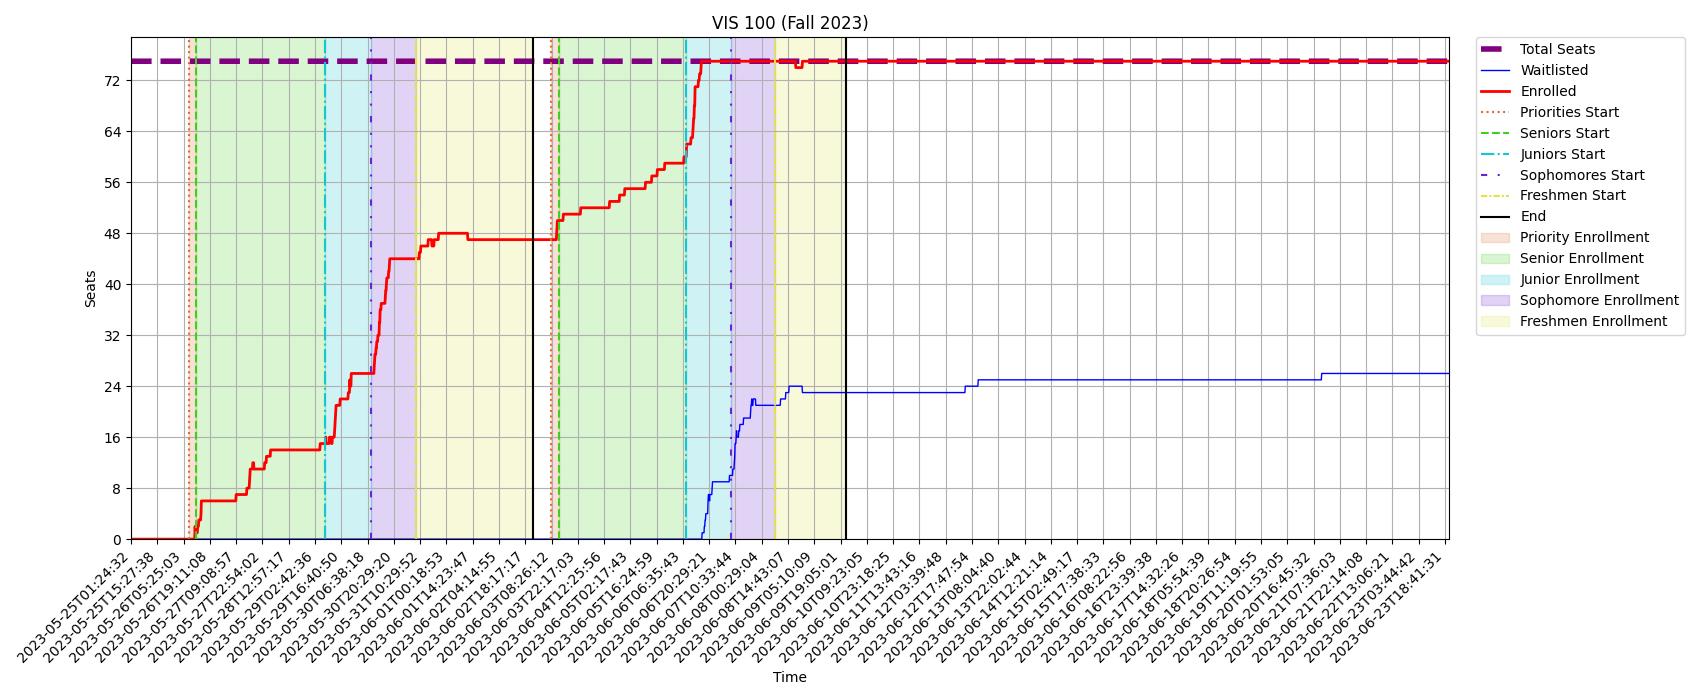 VIS 100 (Fall 2023)
Seats
72
64
56
48
40
32
24
16
8
0
2023-05-25T01:24:32
2023-05-25T15:27:38
2023-05-26T05:25:03
2023-05-26T19:11:08
2023-05-27T09:08:57
2023-05-27T22:54:02
2023-05-28T12:57:17
2023-05-29T02:42:36
2023-05-29T16:40:50
2023-05-30T06:38:18
2023-05-30T20:29:20
2023-05-31T10:29:52
2023-06-01T00:18:53
2023-06-01T14:23:47
2023-06-02T04:14:55
2023-06-02T18:17:17
2023-06-03T08:26:12
2023-06-03T22:17:03
2023-06-04T12:25:56
2023-06-05T02:17:43
2023-06-05T16:24:59
2023-06-06T06:35:43
2023-06-06T20:29:21
2023-06-07T10:33:44
2023-06-08T00:29:04
2023-06-08T14:43:07
2023-06-09T05:10:09
2023-06-09T19:05:01
2023-06-10T09:23:05
2023-06-10T23:18:25
2023-06-11T13:43:16
2023-06-12T03:39:48
2023-06-12T17:47:54
2023-06-13T08:04:40
2023-06-13T22:02:44
2023-06-14T12:21:14
2023-06-15T02:49:17
2023-06-15T17:38:33
2023-06-16T08:22:56
2023-06-16T23:39:38
2023-06-17T14:32:26
2023-06-18T05:54:39
2023-06-18T20:26:54
2023-06-19T11:19:55
2023-06-20T01:53:05
2023-06-20T16:45:32
2023-06-21T07:36:03
2023-06-21T22:14:08
2023-06-22T13:06:21
2023-06-23T03:44:42
2023-06-23T18:41:31
Time
Total Seats
Waitlisted
Enrolled
Priorities Start
Seniors Start
Juniors Start
Sophomores Start
Freshmen Start
End
Priority Enrollment
Senior Enrollment
Junior Enrollment
Sophomore Enrollment
Freshmen Enrollment